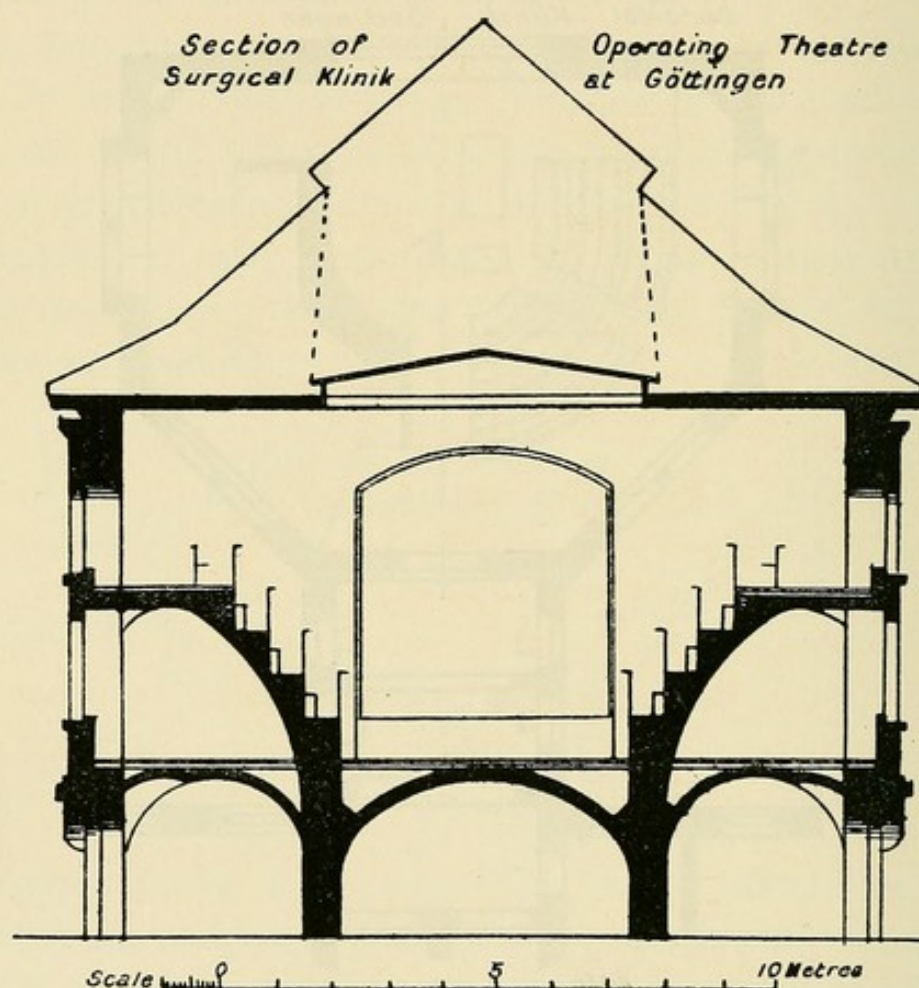 Section of
Surgical Klinik
Operating Theatre
at Göttingen
Scale 0 5 10 Metres